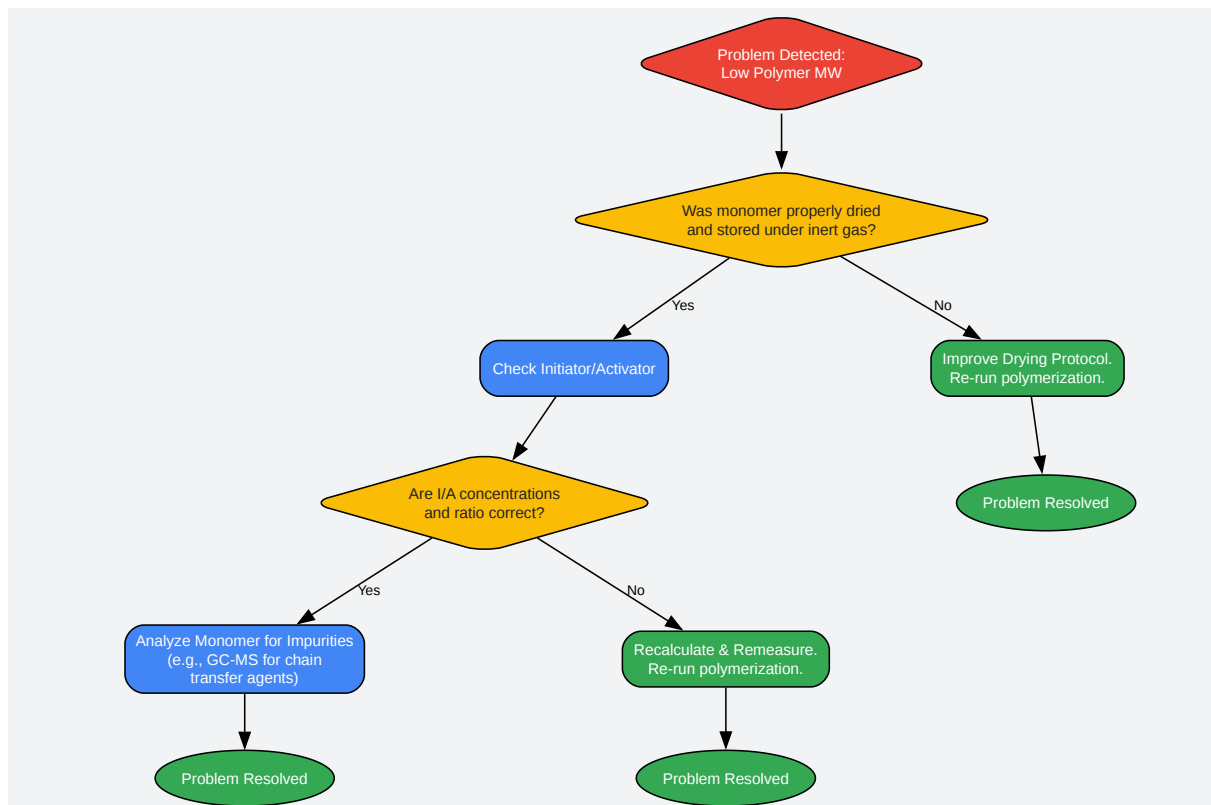 Problem Detected:
Low Polymer MW
Was monomer properly dried
and stored under inert gas?
Yes
No
Check Initiator/Activator
Improve Drying Protocol.
Re-run polymerization.
Are I/A concentrations
and ratio correct?
Problem Resolved
Yes
No
Analyze Monomer for Impurities
(e.g., GC-MS for chain
transfer agents)
Recalculate & Remeasure.
Re-run polymerization.
Problem Resolved
Problem Resolved